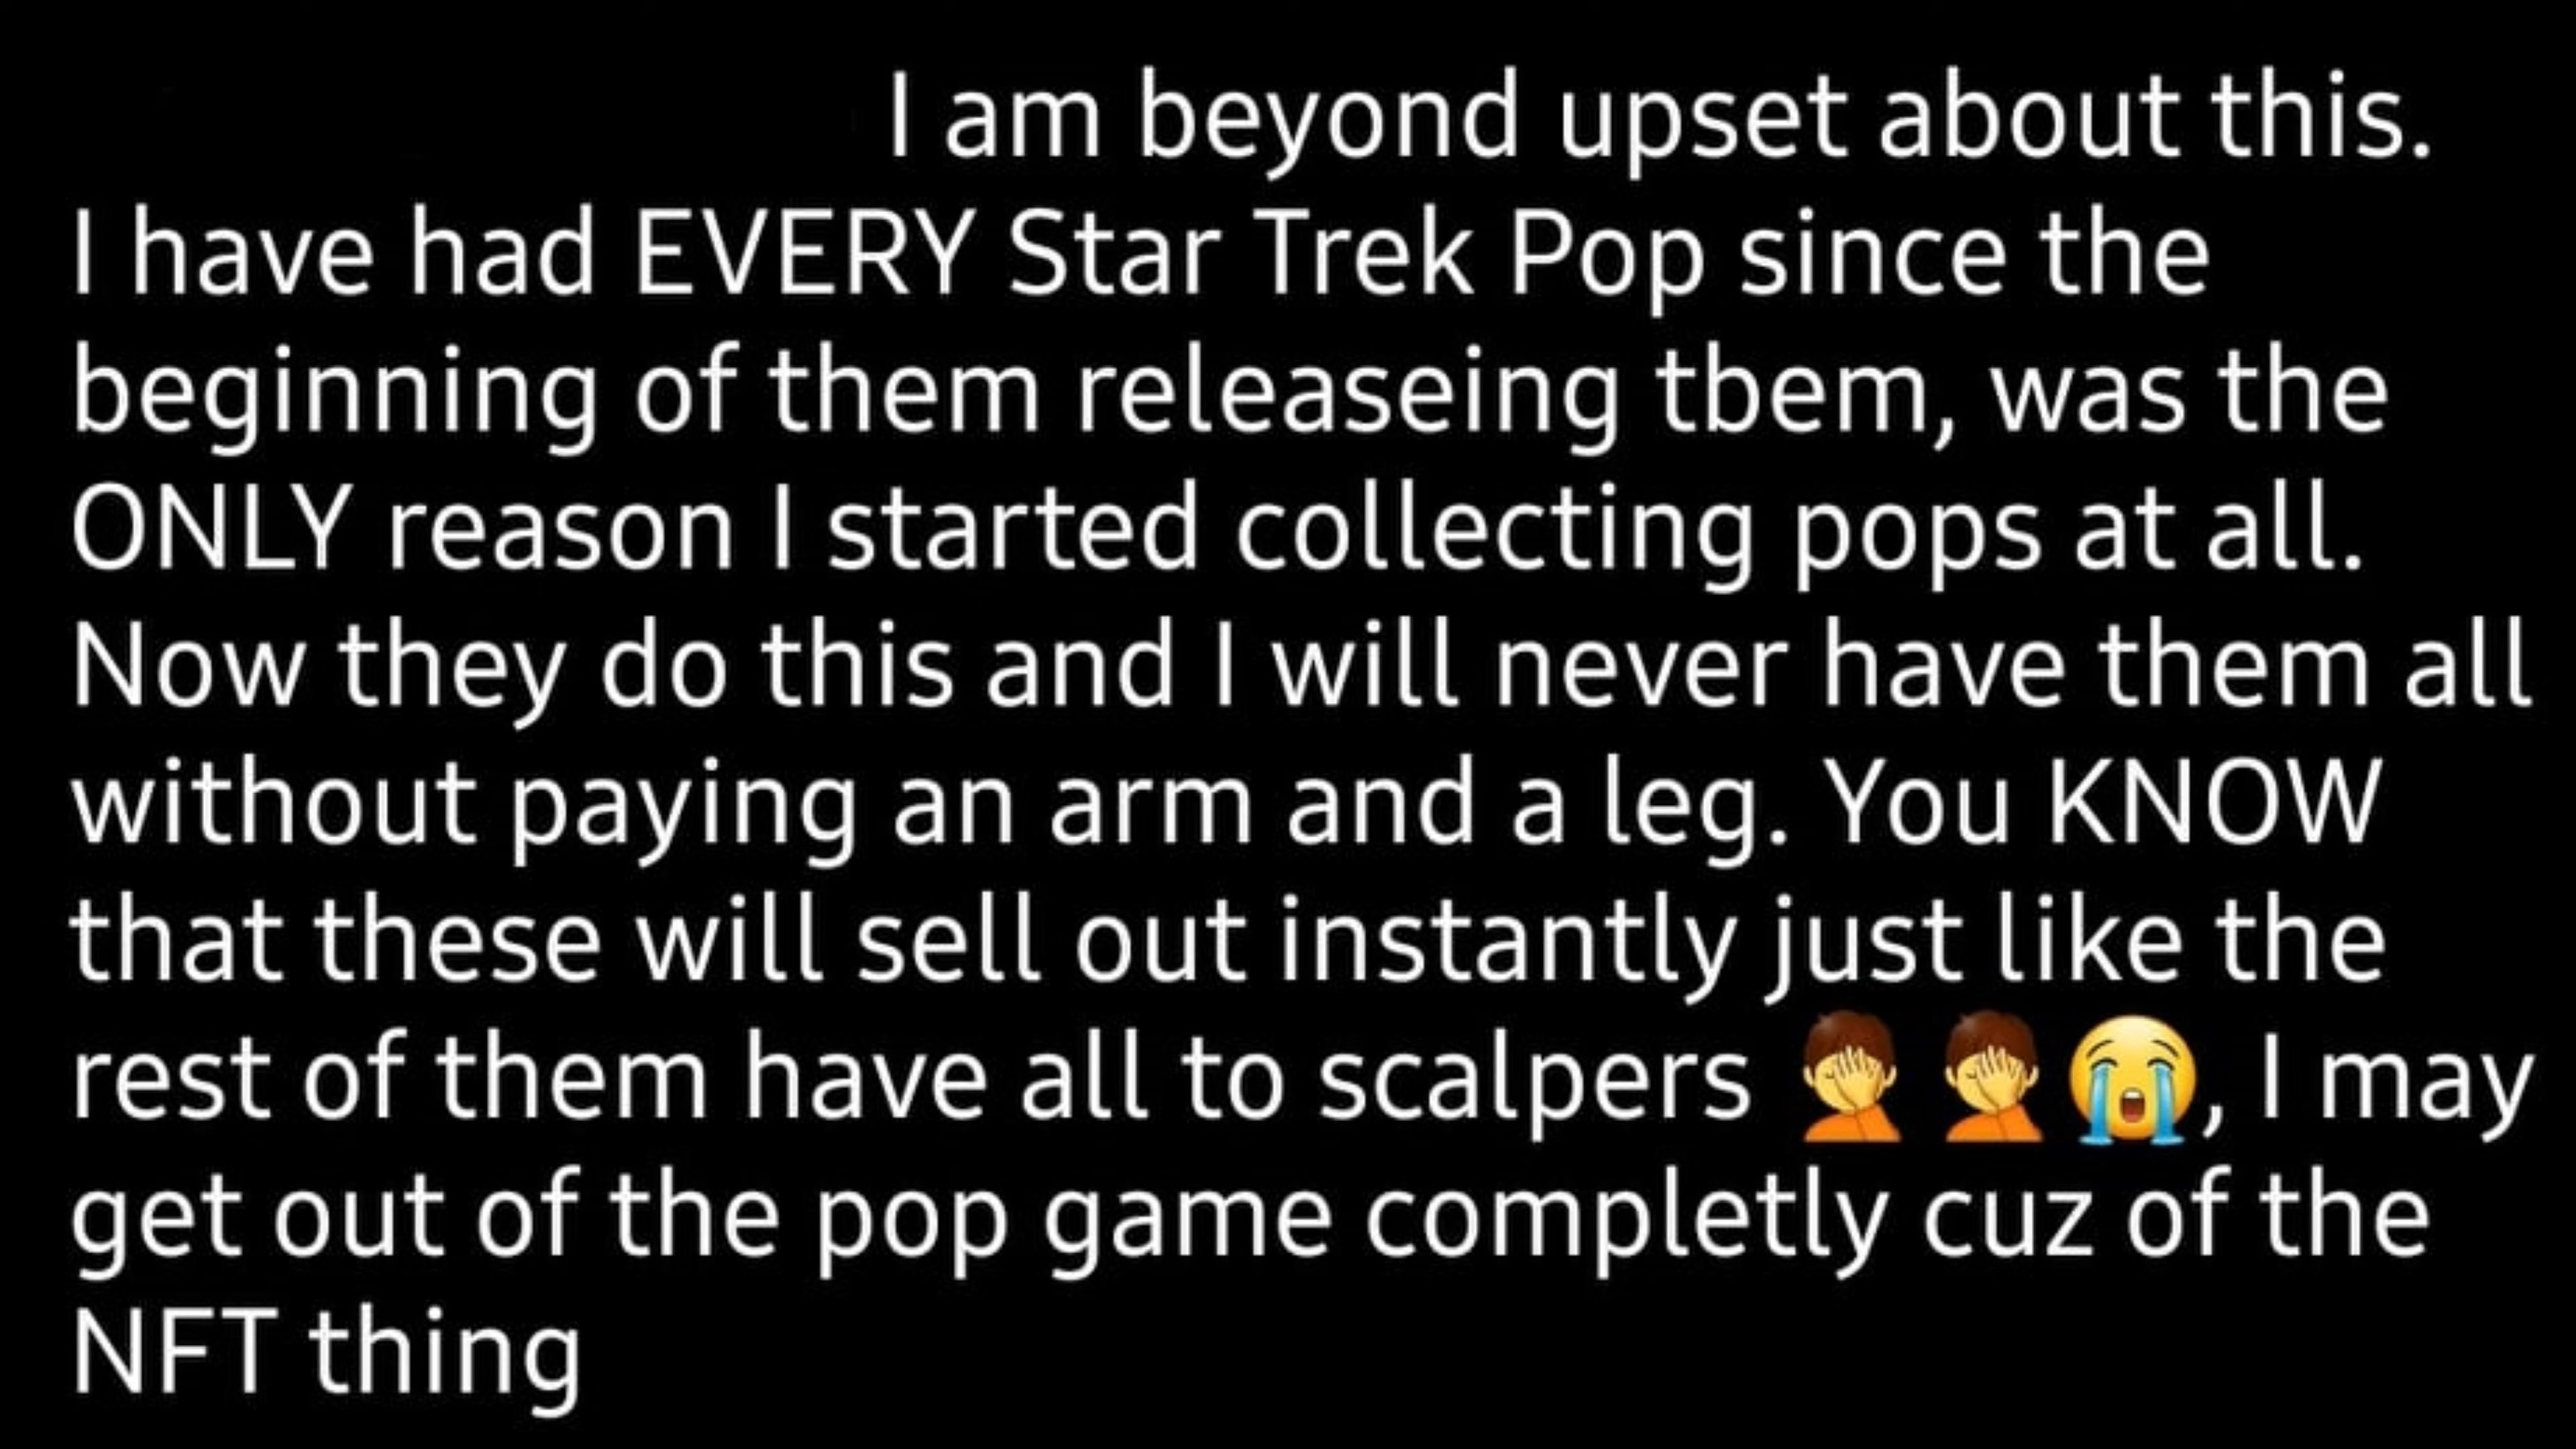 I am beyond upset about this.
I have had EVERY Star Trek Pop since the
beginning of them releaseing tbem, was the
ONLY reason I started collecting pops at all.
Now they do this and I will never have them all
without paying an arm and a leg. You KNOW
that these will sell out instantly just like the
rest of them have all to scalpers 🤦🤦😭, I may
get out of the pop game completly cuz of the
NFT thing